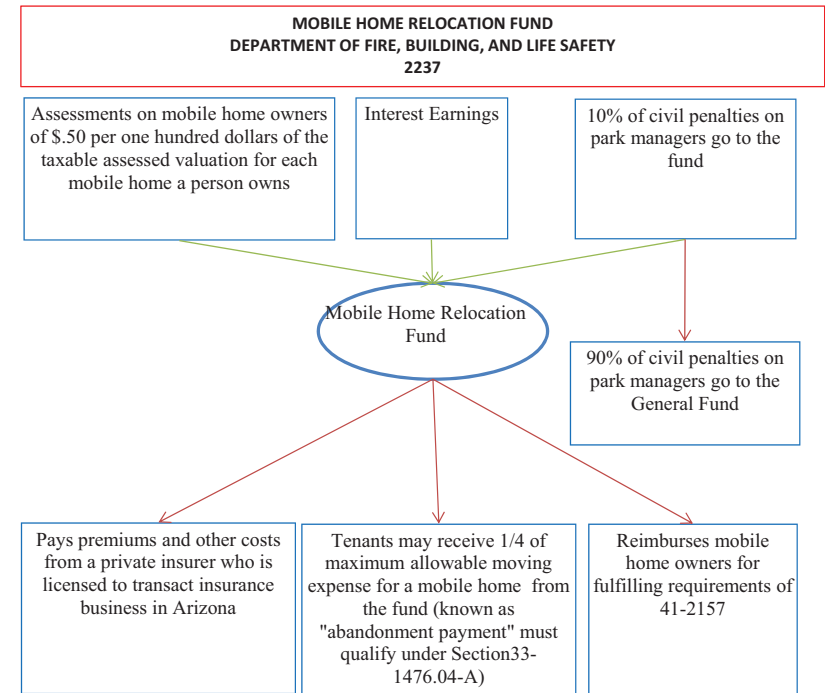 MOBILE HOME RELOCATION FUND
DEPARTMENT OF FIRE, BUILDING, AND LIFE SAFETY
2237
Assessments on mobile home owners
of $.50 per one hundred dollars of the
taxable assessed valuation for each
mobile home a person owns
Interest Earnings
10% of civil penalties on
park managers go to the
fund
Mobile Home Relocation
Fund
90% of civil penalties on
park managers go to the
General Fund
Pays premiums and other costs
from a private insurer who is
licensed to transact insurance
business in Arizona
Tenants may receive 1/4 of
maximum allowable moving
expense for a mobile home from
the fund (known as
"abandonment payment" must
qualify under Section33-
1476.04-A)
Reimburses mobile
home owners for
fulfilling requirements of
41-2157